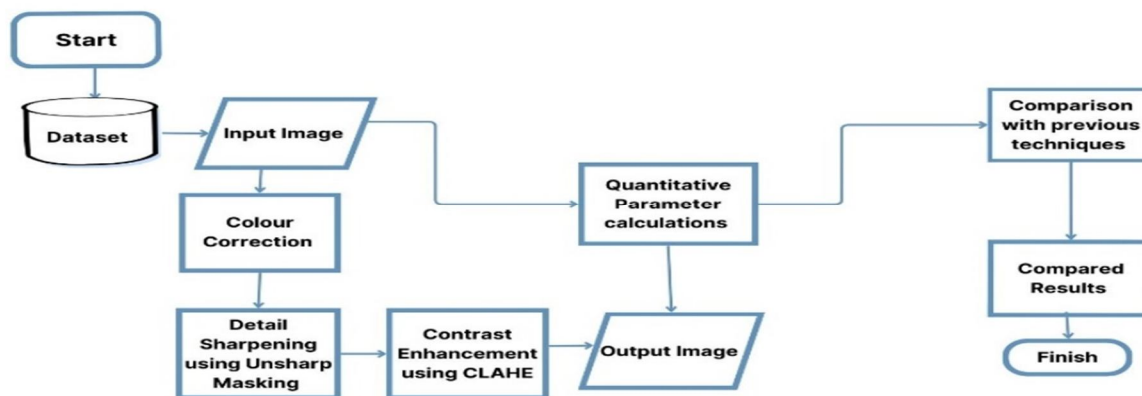 Start
Dataset
Input Image
Colour
Correction
Detail
Sharpening
using Unsharp
Masking
Contrast
Enhancement
using CLAHE
Output Image
Quantitative
Parameter
calculations
Comparison
with previous
techniques
Compared
Results
Finish